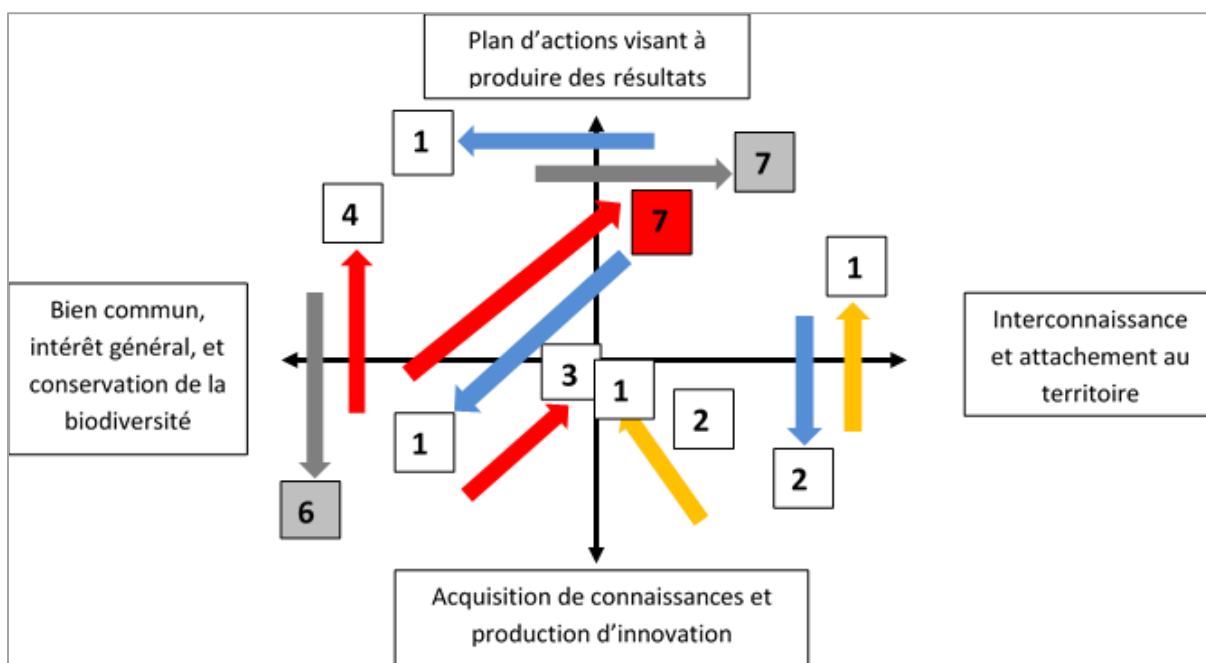 Plan d'actions visant à
produire des résultats
1
7
4
7
1
Bien commun,
intérêt général, et
conservation de la
biodiversité
Interconnaissance
et attachement au
territoire
3
1
2
1
2
6
Acquisition de connaissances et
production d'innovation